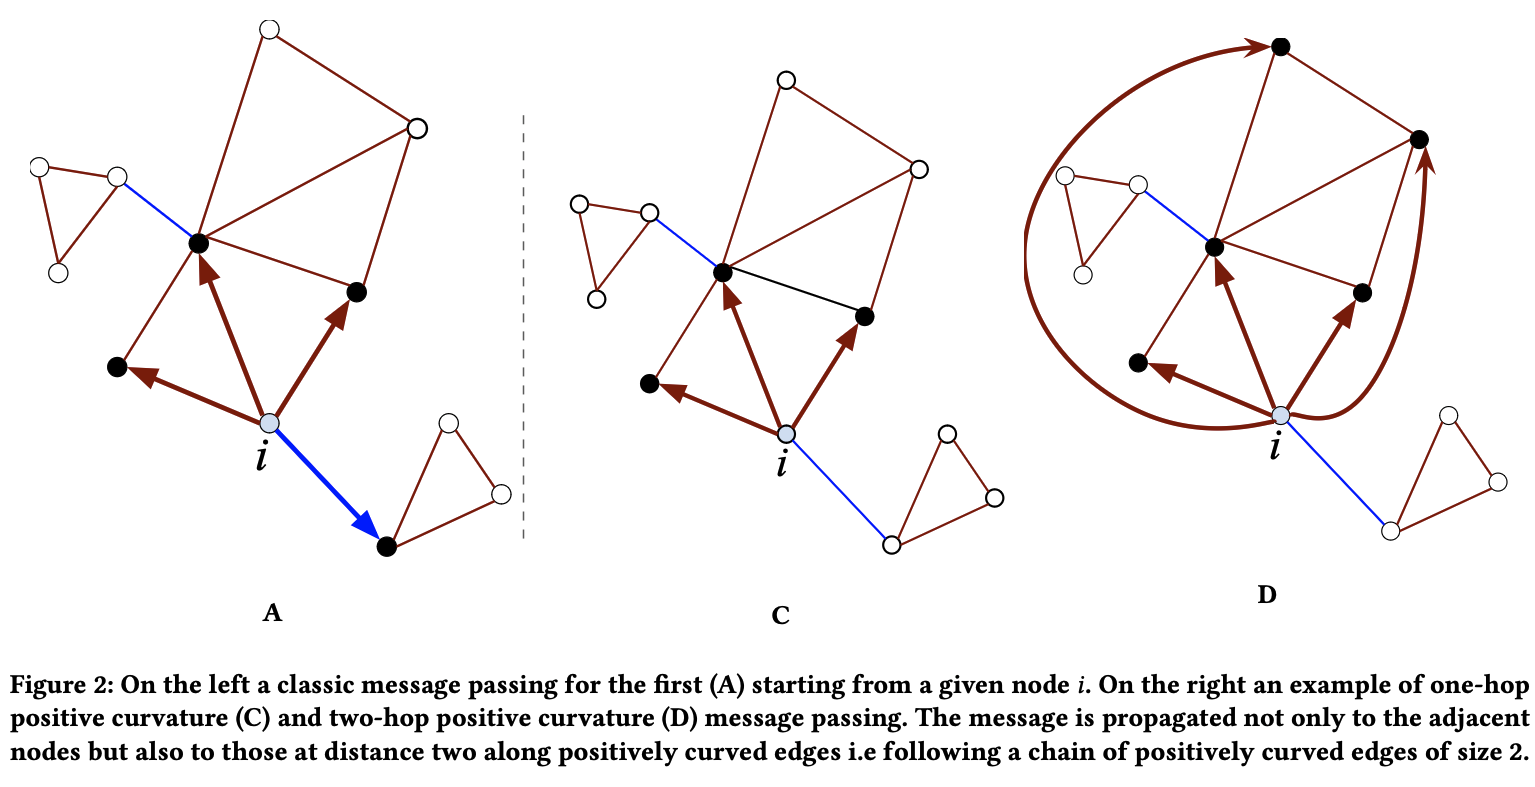 i
i
i
A
C
D
Figure 2: On the left a classic message passing for the first (A) starting from a given node i. On the right an example of one-hop
positive curvature (C) and two-hop positive curvature (D) message passing. The message is propagated not only to the adjacent
nodes but also to those at distance two along positively curved edges i.e following a chain of positively curved edges of size 2.